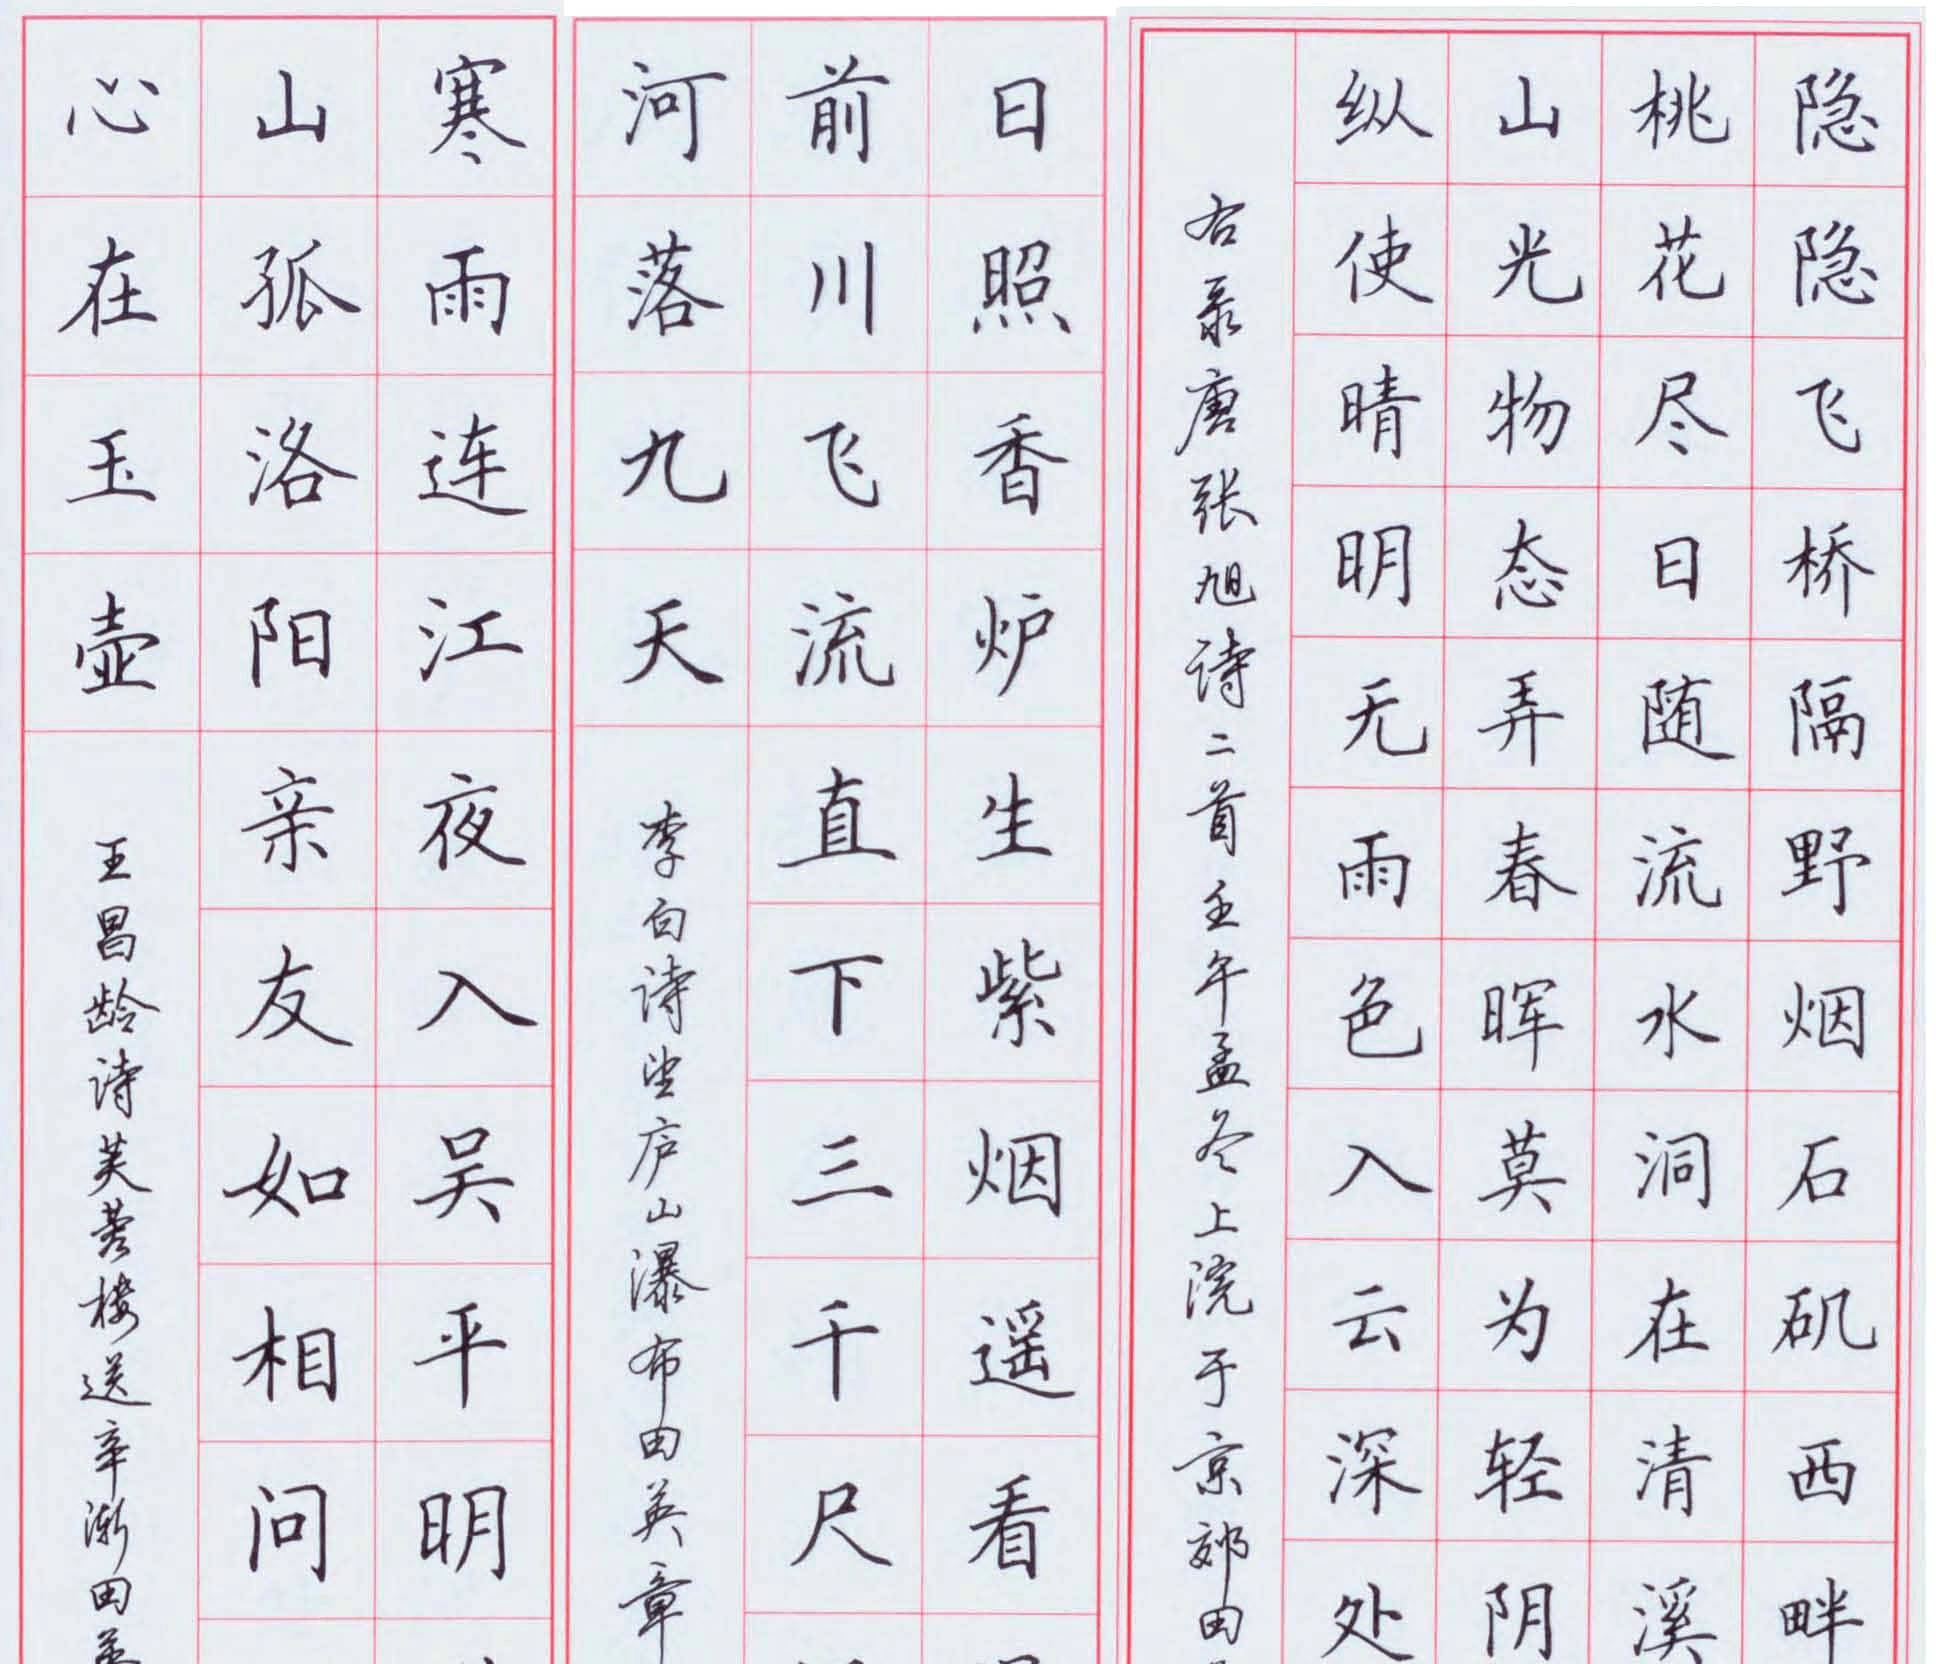 隐隐飞桥隔野烟石矶西畔
桃花尽日随流水洞在清溪
山光物态弄春晖莫为轻阴
纵使晴明无雨色入云深处
右录唐张旭诗二首壬午孟冬上浣于京郊田
日照香炉生紫烟遥看
前川飞流直下三千尺
河落九天
李白诗望庐山瀑布田英章
寒雨连江夜入吴平明
山孤洛阳亲友如相问
心在玉壶
王昌龄诗芙蓉楼送辛渐田英